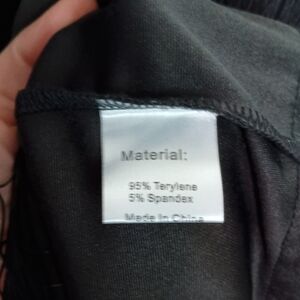 Material:
95% Terylene
5% Spandex
Made In China